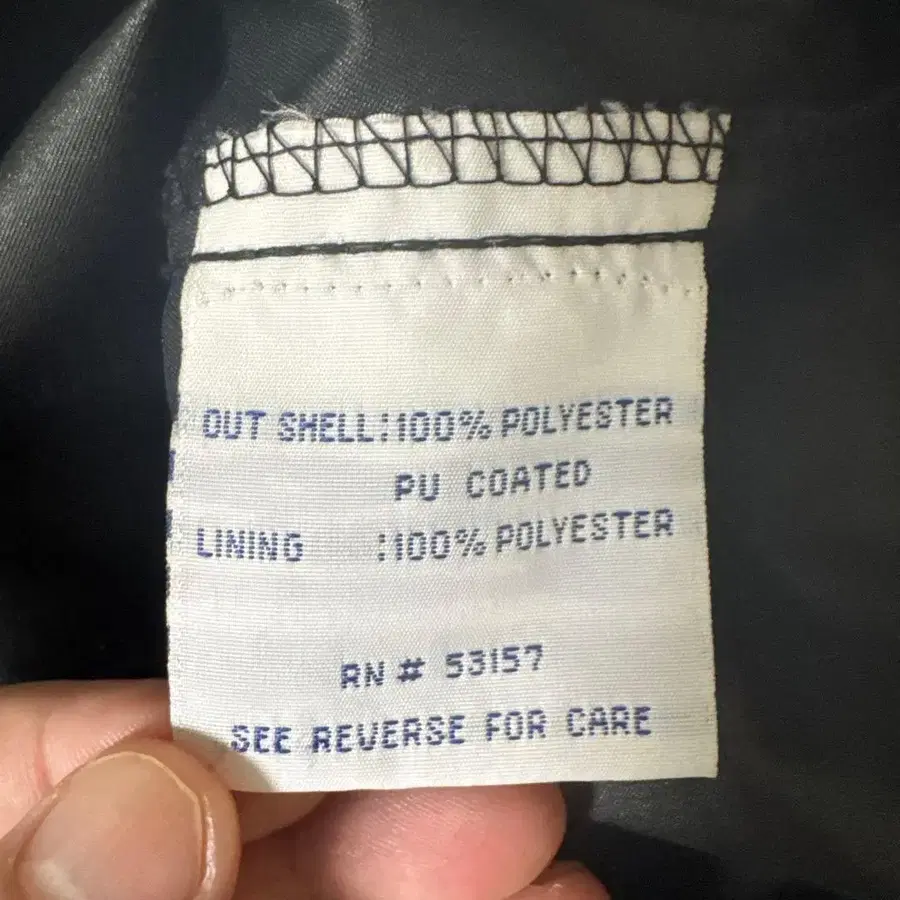 OUT SHELL:100% POLYESTER
PU COATED
LINING :100% POLYESTER
RN # 53157
SEE REVERSE FOR CARE